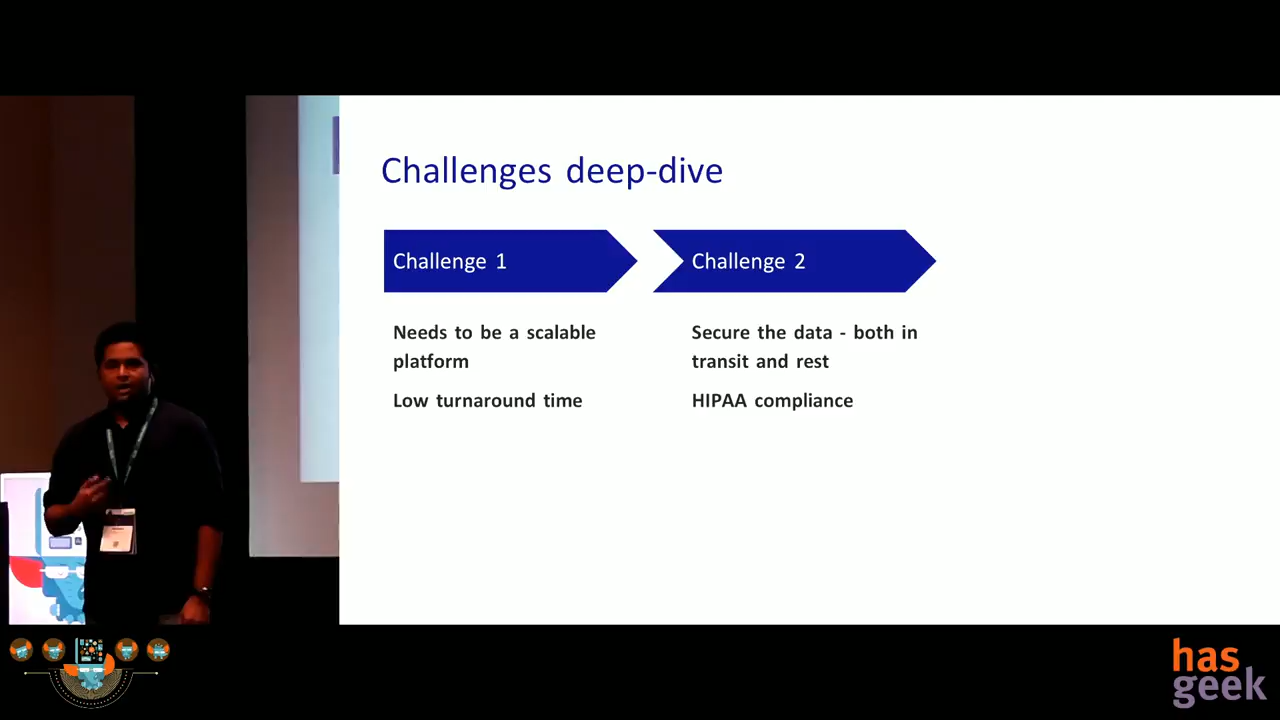 Challenges deep-dive
Challenge 1
Needs to be a scalable
platform
Low turnaround time
Challenge 2
Secure the data - both in
transit and rest
HIPAA compliance
has
geek